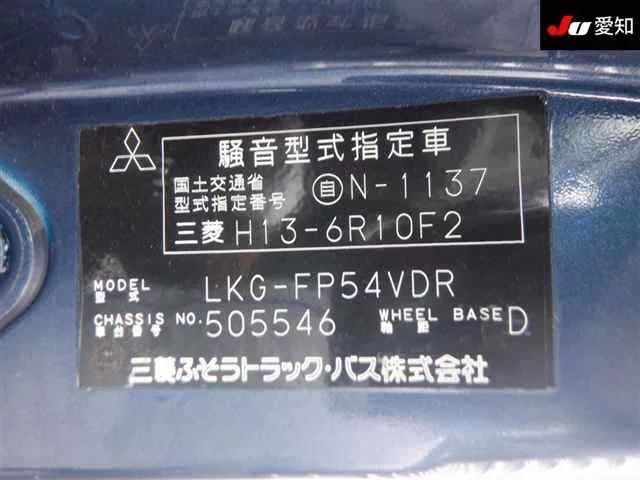 JU 愛知
騒音型式指定車
国土交通省
型式指定番号 自N-1137
三菱 H13-6R10F2
MODEL
型式 LKG-FP54VDR
CHASSIS NO.
車台番号 505546
WHEEL BASE
軸距 D
三菱ふそうトラック・バス株式会社